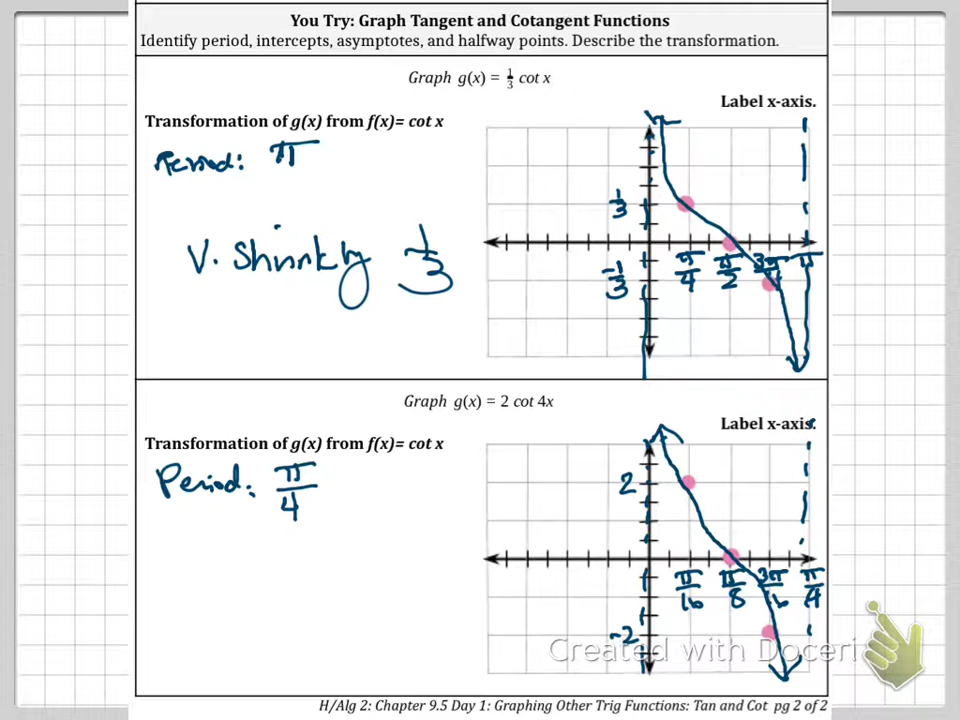 You Try: Graph Tangent and Cotangent Functions
Identify period, intercepts, asymptotes, and halfway points. Describe the transformation.
Graph g(x) = 1/3 cot x
Label x-axis.
Transformation of g(x) from f(x)= cot x
Period: π
V. Shrink by 1/3
1/3
-1/3
π/4 π/2 3π/4 π
Graph g(x) = 2 cot 4x
Label x-axis.
Transformation of g(x) from f(x)= cot x
Period: π/4
2
π/16 π/8 3π/16 π/4
-2
Created with Doceri
H/Alg 2: Chapter 9.5 Day 1: Graphing Other Trig Functions: Tan and Cot pg 2 of 2